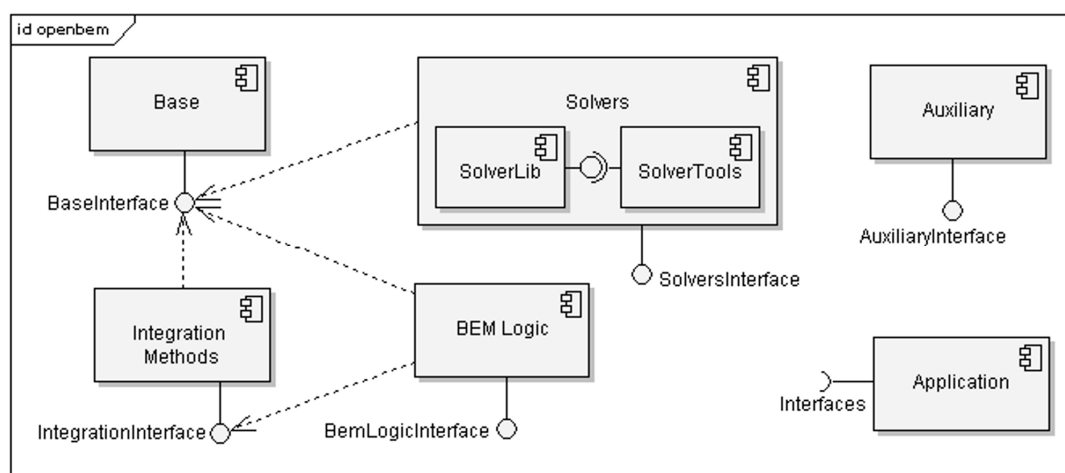 id openbem
Base
Solvers
Auxiliary
SolverLib
SolverTools
BaseInterface
AuxiliaryInterface
SolversInterface
Integration
Methods
BEM Logic
Application
Interfaces
IntegrationInterface
BemLogicInterface